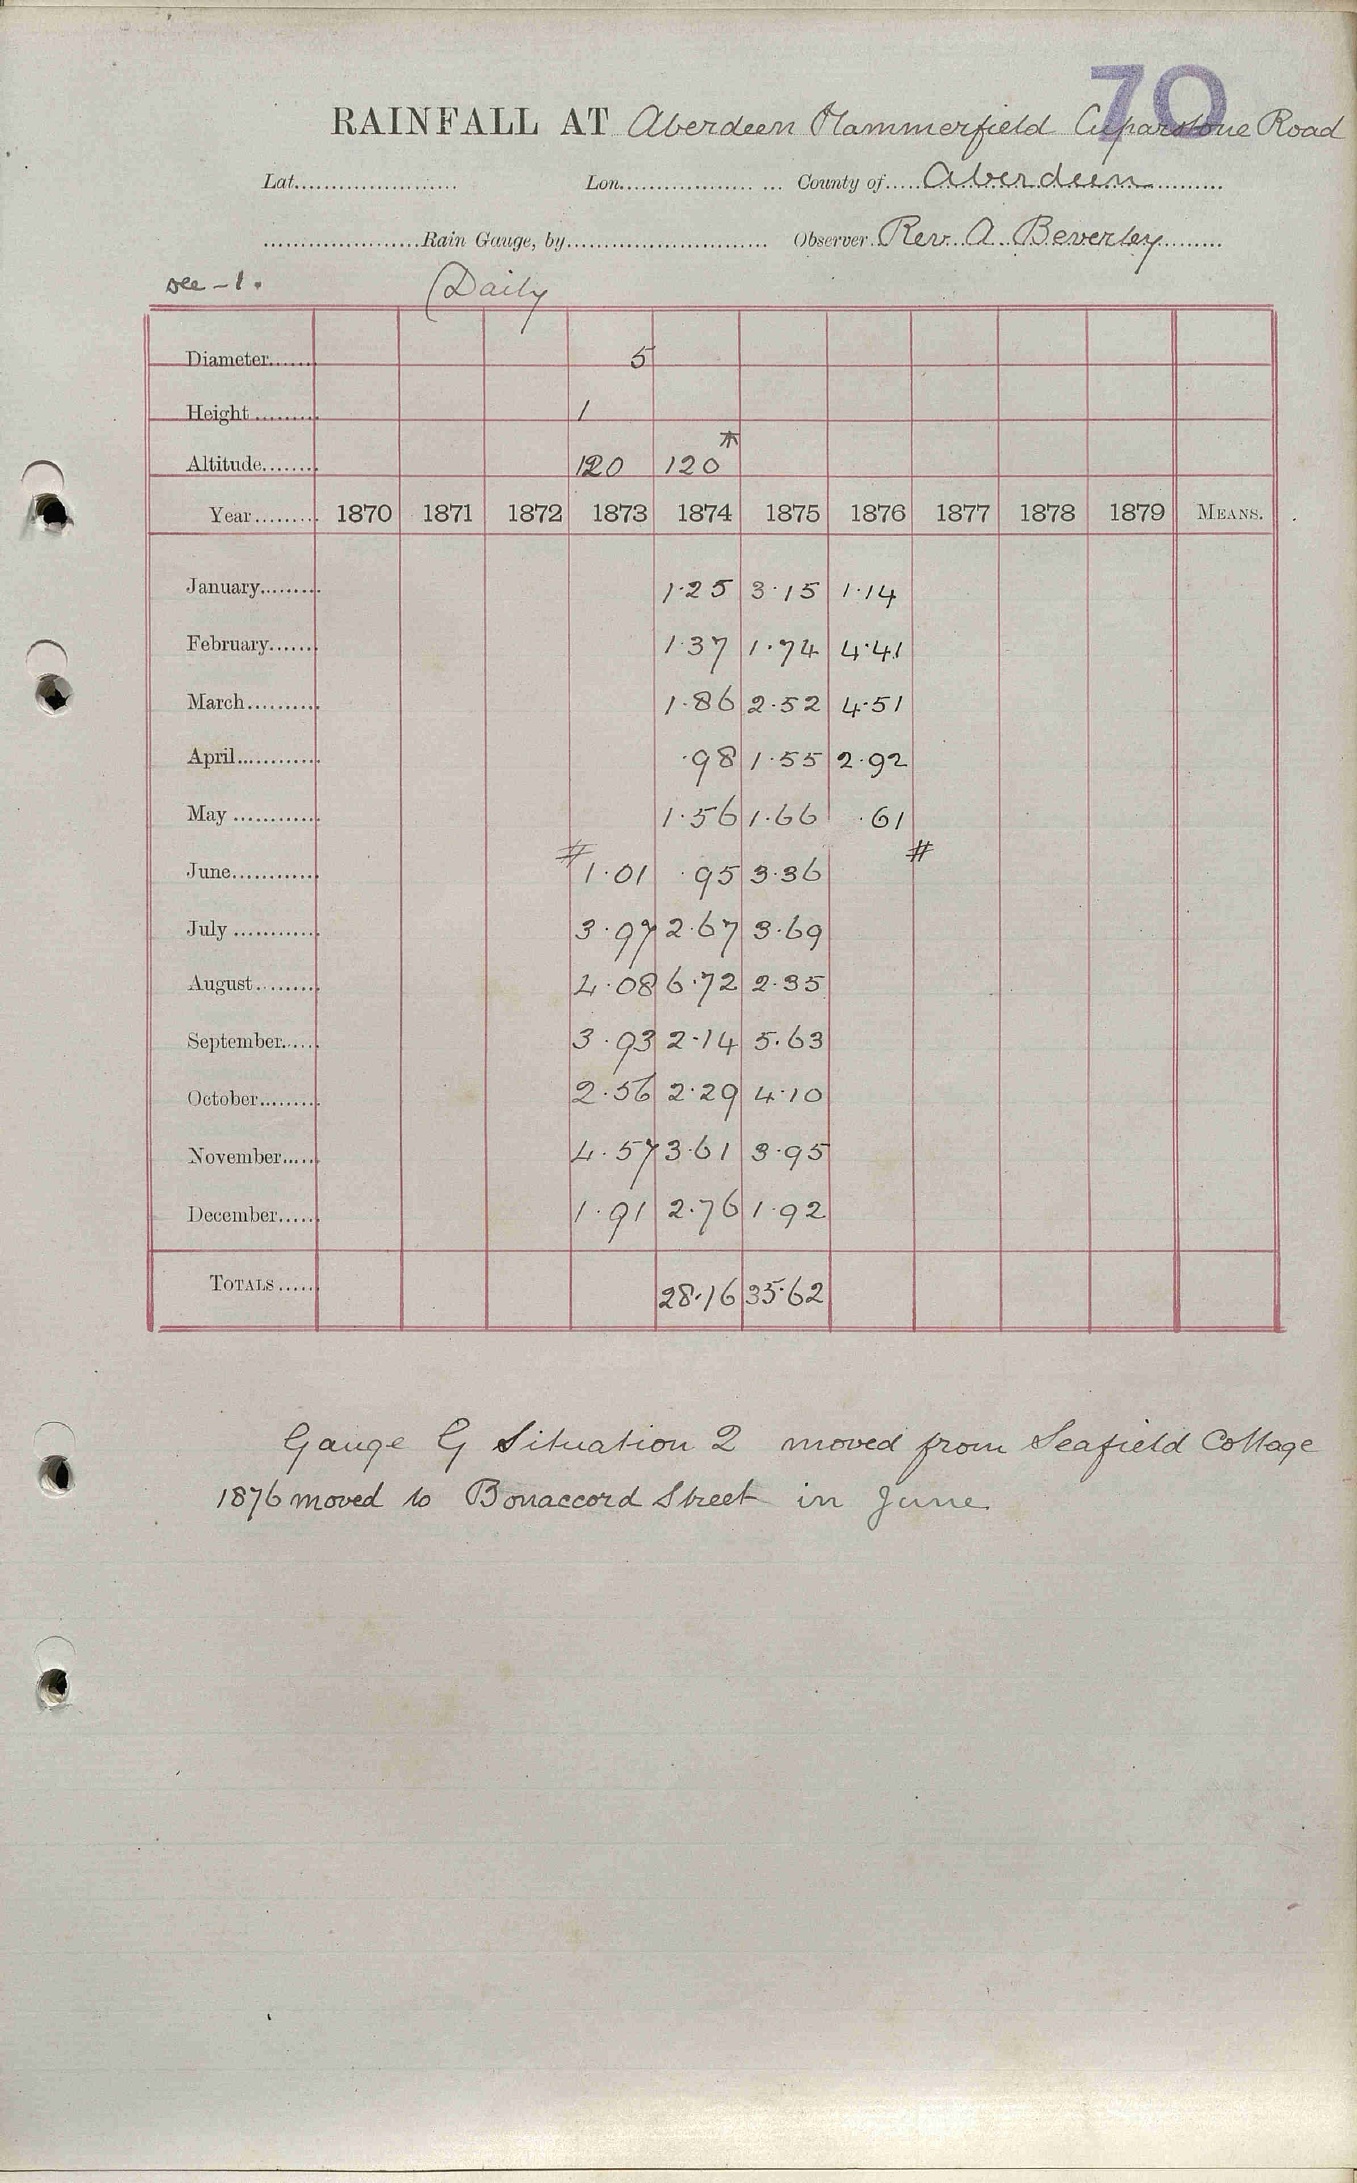 70
RAINFALL AT Aberdeen Hammerfield Cuparstone Road
Lat. Lon. County of Aberdeen
Rain Gauge, by Observer Rev. A. Beverley
Dec - 1. (Daily
Diameter 5
Height 1
Altitude 120 120 *
Year 1870 1871 1872 1873 1874 1875 1876 1877 1878 1879 MEANS.
January 1.25 3.15 1.14
February 1.37 1.74 4.41
March 1.86 2.52 4.51
April .98 1.55 2.92
May 1.56 1.66 .61
June # 1.01 .95 3.36 #
July 3.97 2.67 3.69
August 4.08 6.72 2.35
September 3.93 2.14 5.63
October 2.56 2.29 4.10
November 4.57 3.61 3.95
December 1.91 2.76 1.92
TOTALS 28.16 35.62
Gauge G Situation 2 moved from Seafield Cottage
1876 moved to Bonaccord Street in June